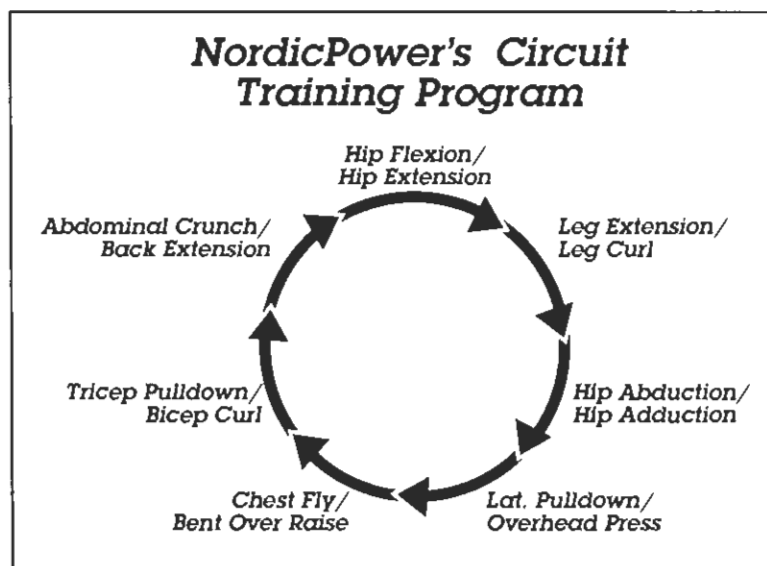 NordicPower's Circuit
Training Program
Hip Flexion/
Hip Extension
Leg Extension/
Leg Curl
Hip Abduction/
Hip Adduction
Lat. Pulldown/
Overhead Press
Chest Fly/
Bent Over Raise
Tricep Pulldown/
Bicep Curl
Abdominal Crunch/
Back Extension